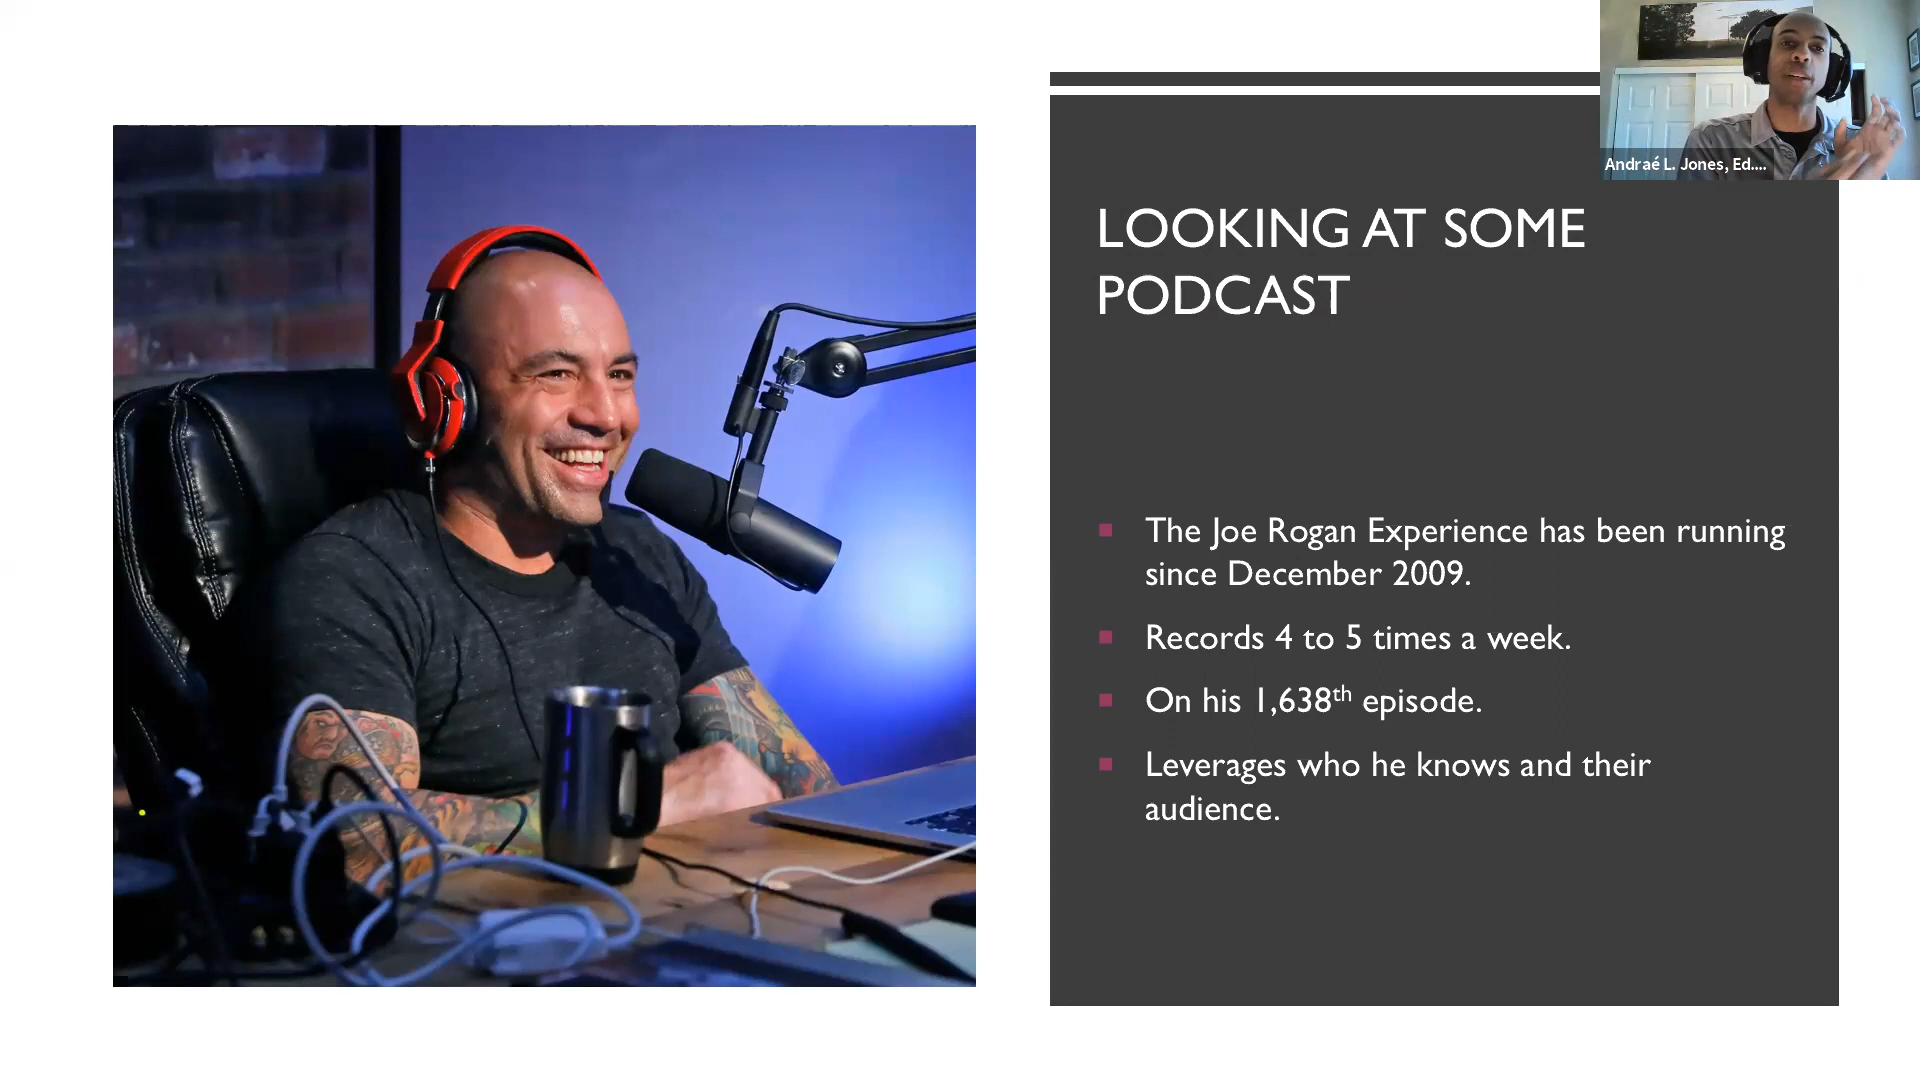 Andraé L. Jones, Ed....
LOOKING AT SOME
PODCAST
The Joe Rogan Experience has been running
since December 2009.
Records 4 to 5 times a week.
On his 1,638th episode.
Leverages who he knows and their
audience.